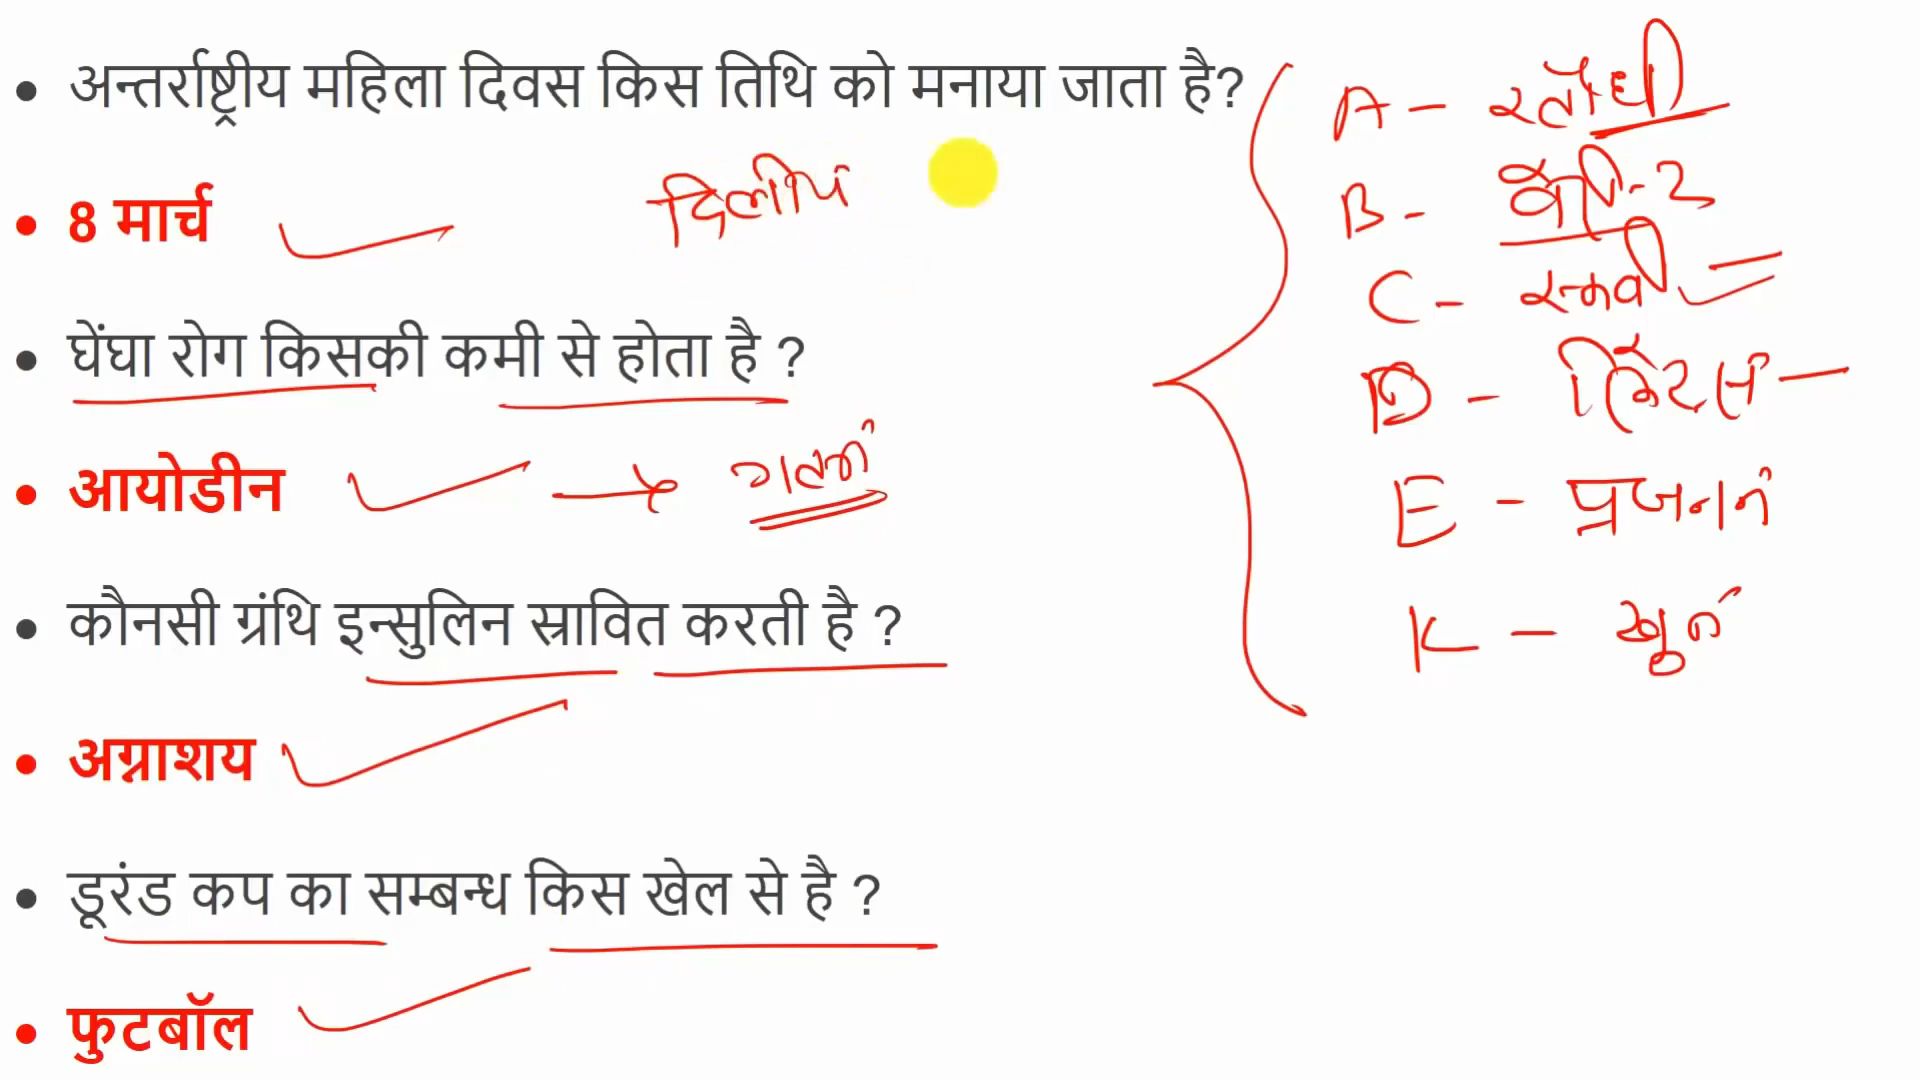 • अन्तर्राष्ट्रीय महिला दिवस किस तिथि को मनाया जाता है?
• 8 मार्च
दिलीप
• घेंघा रोग किसकी कमी से होता है ?
• आयोडीन
• कौनसी ग्रंथि इन्सुलिन स्रावित करती है ?
• अग्नाशय
• डूरंड कप का सम्बन्ध किस खेल से है ?
• फुटबॉल
A - रतौंधी
B - बेरी-2
C - स्कर्वी
D - रिकेट्स
E - प्रजनन
K - खून